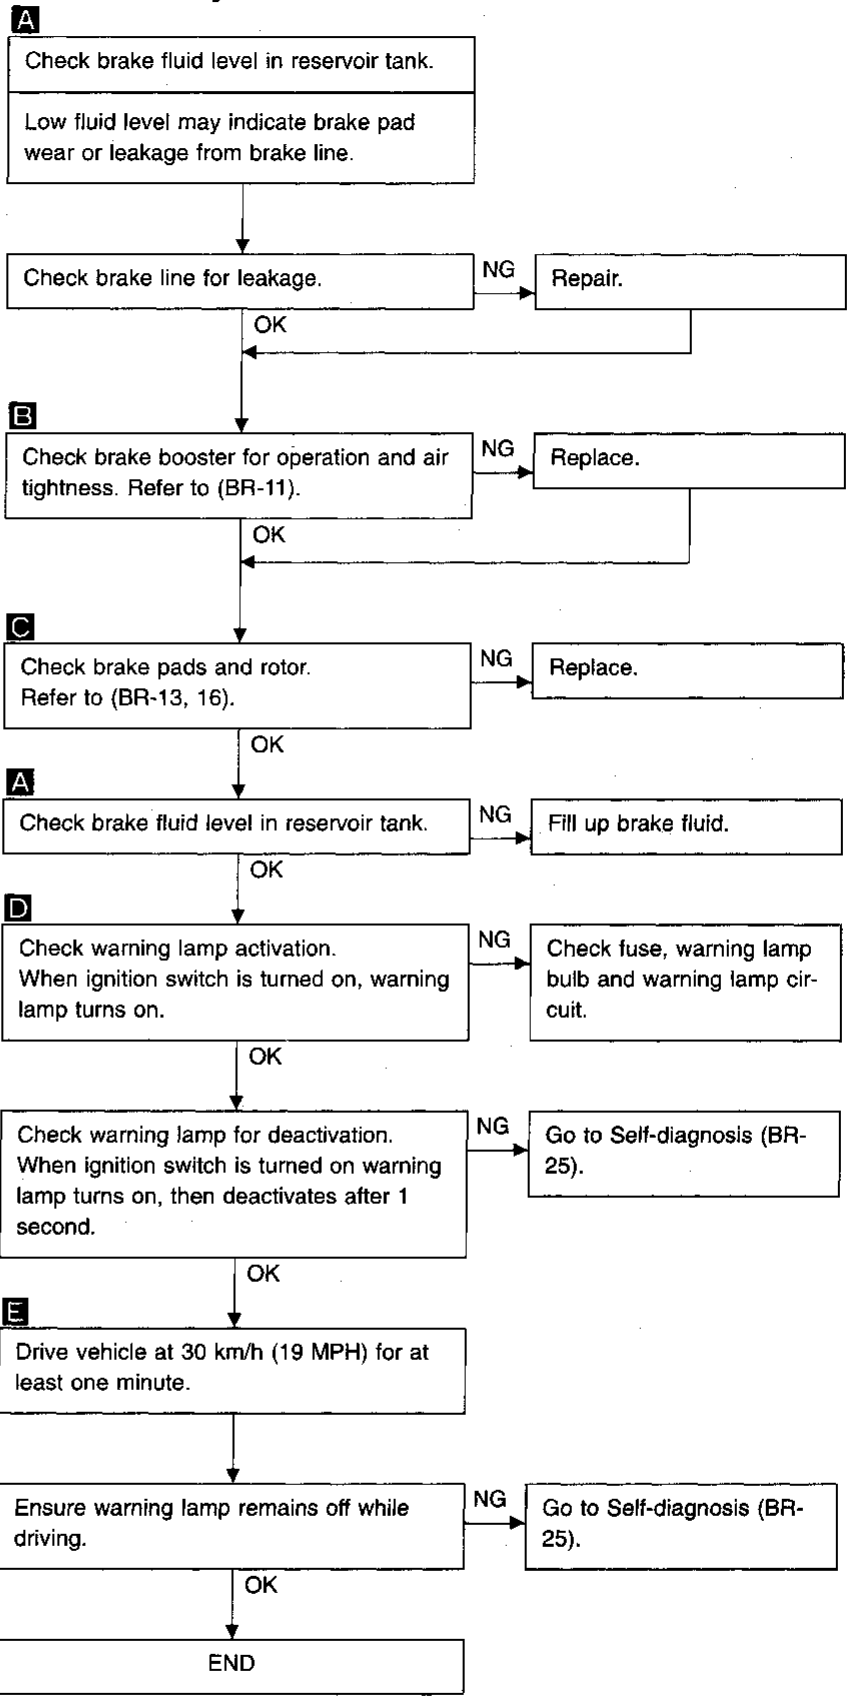 A
Check brake fluid level in reservoir tank.
Low fluid level may indicate brake pad
wear or leakage from brake line.
Check brake line for leakage.
NG
Repair.
OK
B
Check brake booster for operation and air
tightness. Refer to (BR-11).
NG
Replace.
OK
C
Check brake pads and rotor.
Refer to (BR-13, 16).
NG
Replace.
OK
A
Check brake fluid level in reservoir tank.
NG
Fill up brake fluid.
OK
D
Check warning lamp activation.
When ignition switch is turned on, warning
lamp turns on.
NG
Check fuse, warning lamp
bulb and warning lamp cir-
cuit.
OK
Check warning lamp for deactivation.
When ignition switch is turned on warning
lamp turns on, then deactivates after 1
second.
NG
Go to Self-diagnosis (BR-
25).
OK
E
Drive vehicle at 30 km/h (19 MPH) for at
least one minute.
Ensure warning lamp remains off while
driving.
NG
Go to Self-diagnosis (BR-
25).
OK
END